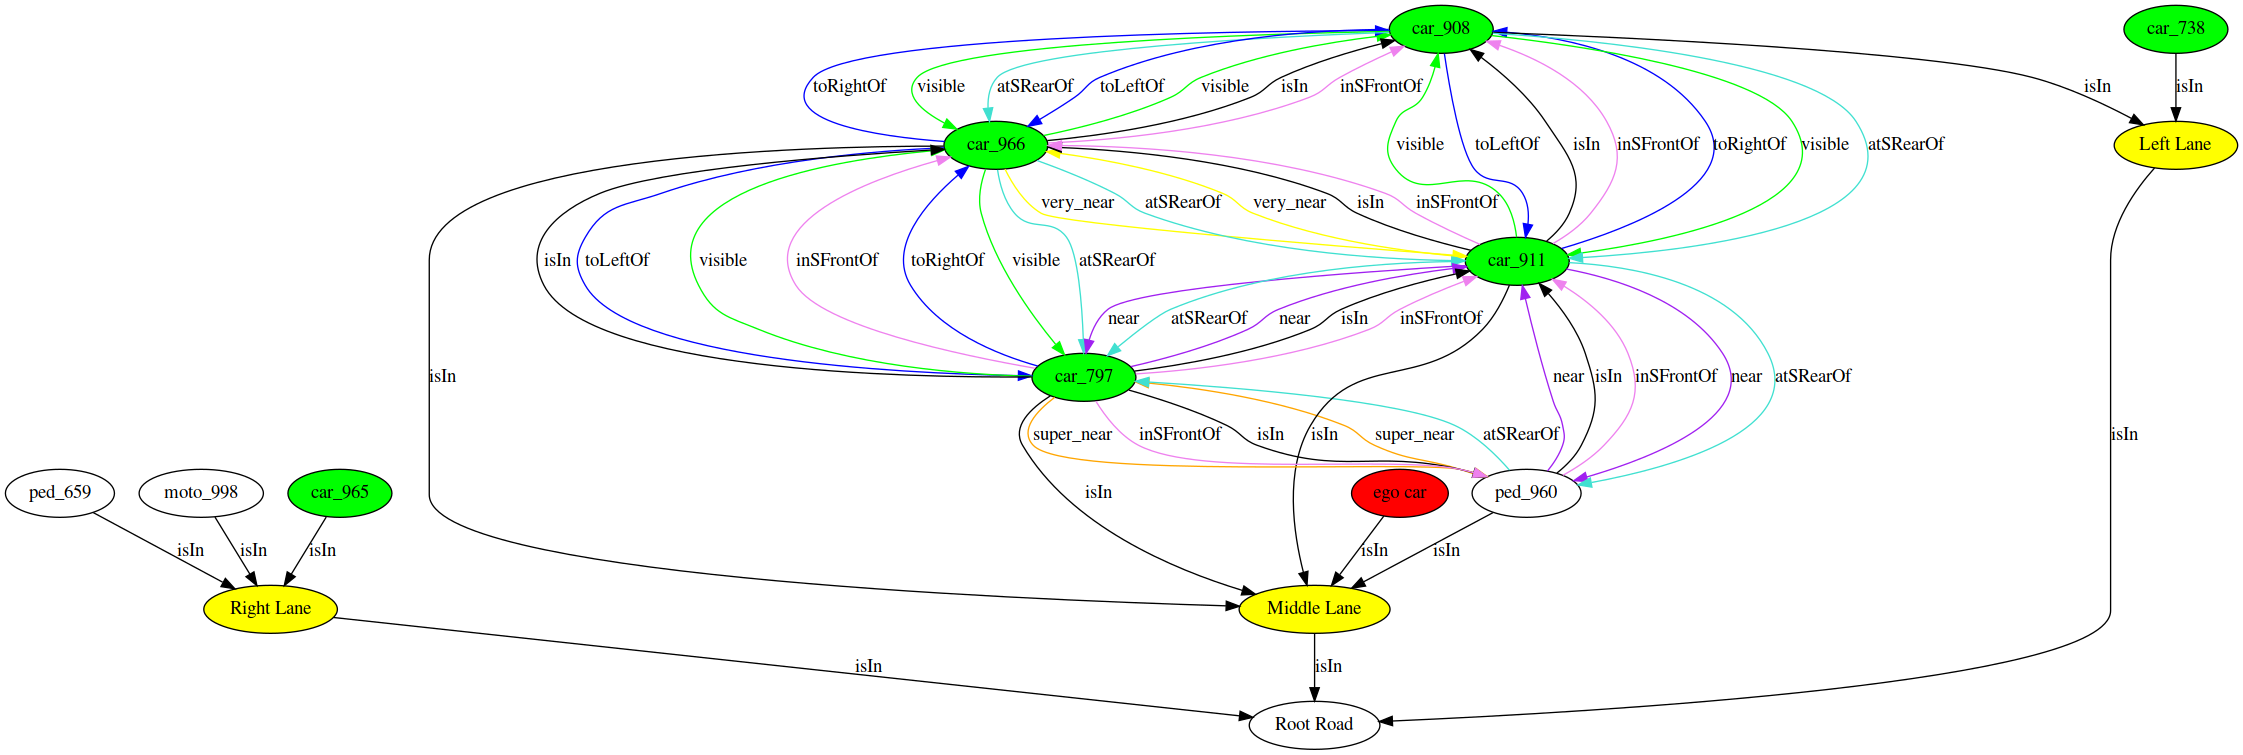 car_908
car_738
toRightOf
visible
atSRearOf
toLeftOf
visible
isIn
inSFrontOf
isIn
isIn
car_966
visible
toLeftOf
isIn
inSFrontOf
toRightOf
visible
atSRearOf
Left Lane
very_near
atSRearOf
very_near
isIn
inSFrontOf
isIn
toLeftOf
visible
inSFrontOf
toRightOf
visible
atSRearOf
car_911
near
atSRearOf
near
isIn
inSFrontOf
isIn
car_797
near
isIn
inSFrontOf
near
atSRearOf
super_near
inSFrontOf
isIn
isIn
super_near
atSRearOf
isIn
ped_659
moto_998
car_965
isIn
ego car
ped_960
isIn
isIn
isIn
isIn
isIn
Right Lane
Middle Lane
isIn
isIn
Root Road